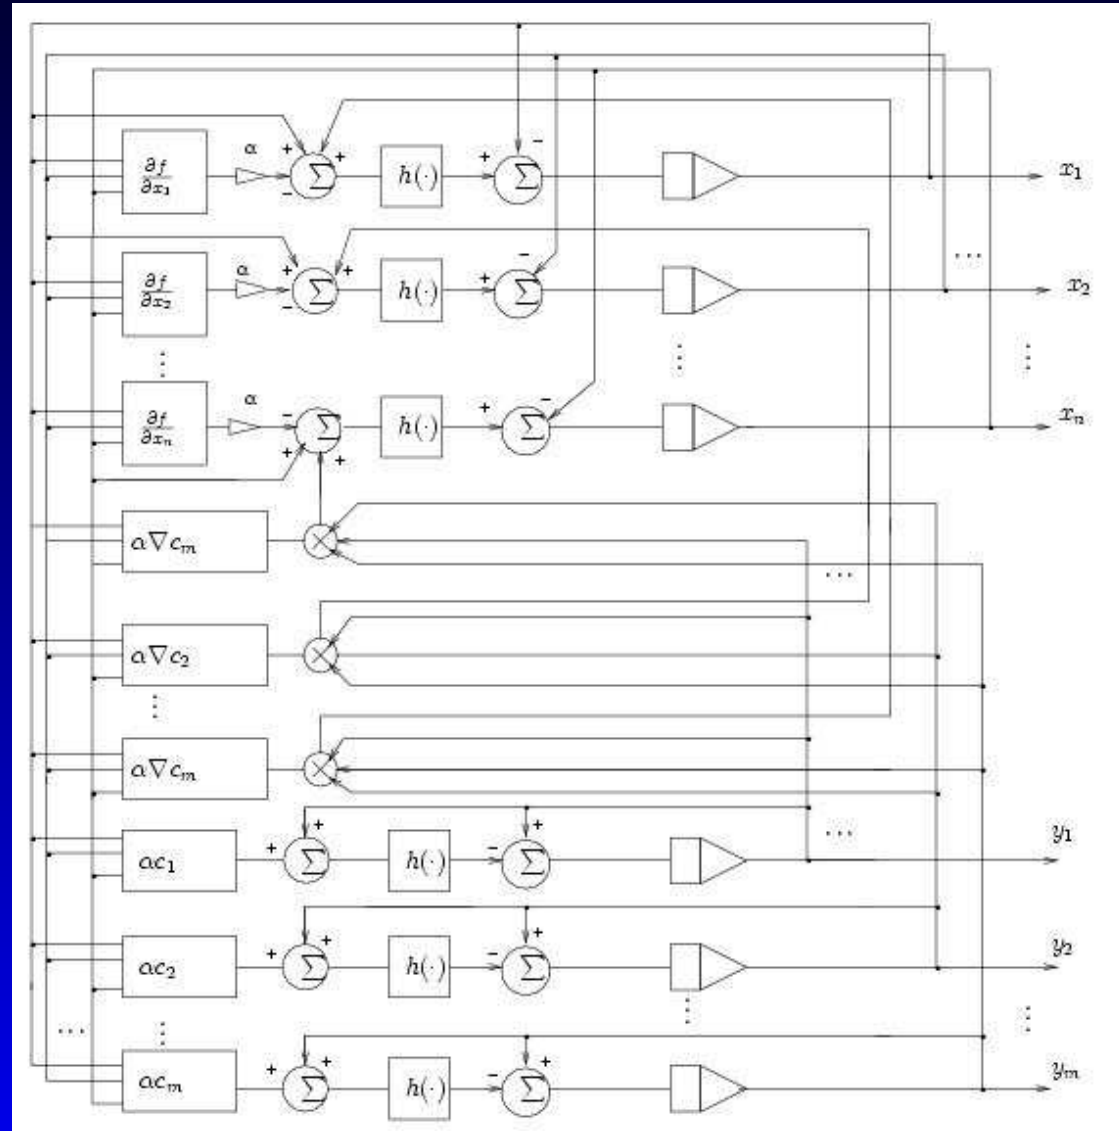 α + + − + ∂f/∂x₁ Σ h(·) + − Σ x₁
...
α + − + ∂f/∂x₂ Σ h(·) + − Σ x₂
⋮ ⋮ ⋮
α − + + ∂f/∂xₙ Σ h(·) + − Σ xₙ
α∇cₘ ×
...
α∇c₂ ×
⋮
α∇cₘ ×
...
αc₁ + + Σ h(·) − + Σ y₁
αc₂ + + Σ h(·) − + Σ y₂
... ⋮ ⋮ ⋮
αcₘ + + Σ h(·) − + Σ yₘ